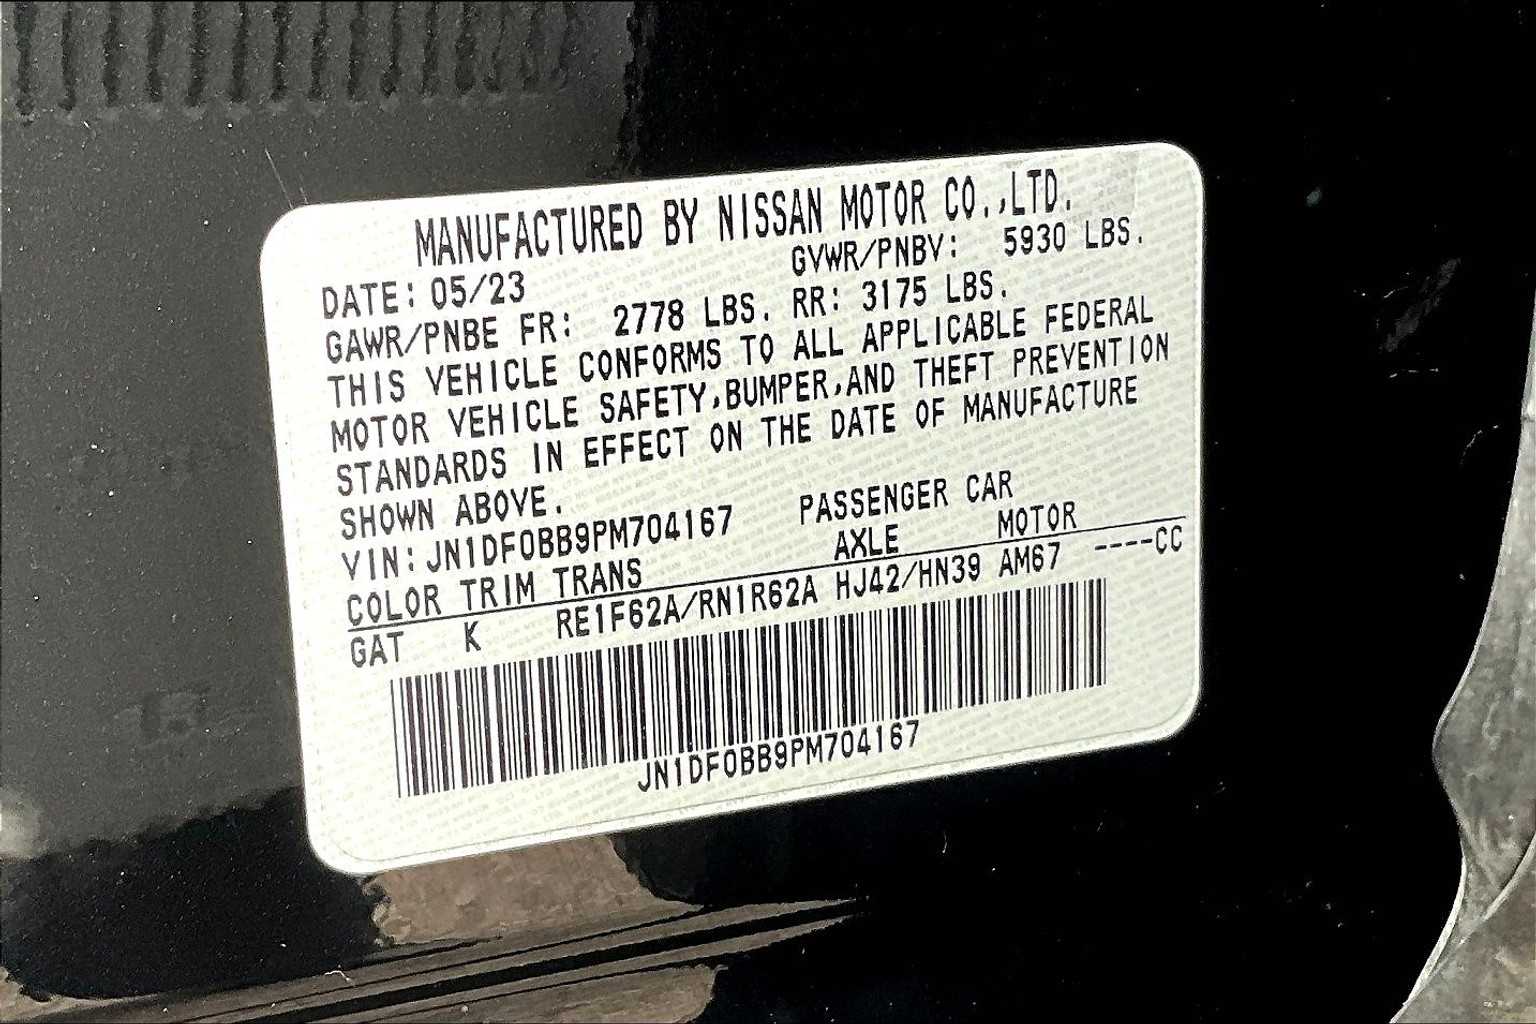 MANUFACTURED BY NISSAN MOTOR CO.,LTD.
DATE: 05/23 GVWR/PNBV: 5930 LBS.
GAWR/PNBE FR: 2778 LBS. RR: 3175 LBS.
THIS VEHICLE CONFORMS TO ALL APPLICABLE FEDERAL
MOTOR VEHICLE SAFETY,BUMPER,AND THEFT PREVENTION
STANDARDS IN EFFECT ON THE DATE OF MANUFACTURE
SHOWN ABOVE.
VIN: JN1DF0BB9PM704167 PASSENGER CAR
COLOR TRIM TRANS AXLE MOTOR
GAT K RE1F62A/RN1R62A HJ42/HN39 AM67 ----CC
JN1DF0BB9PM704167